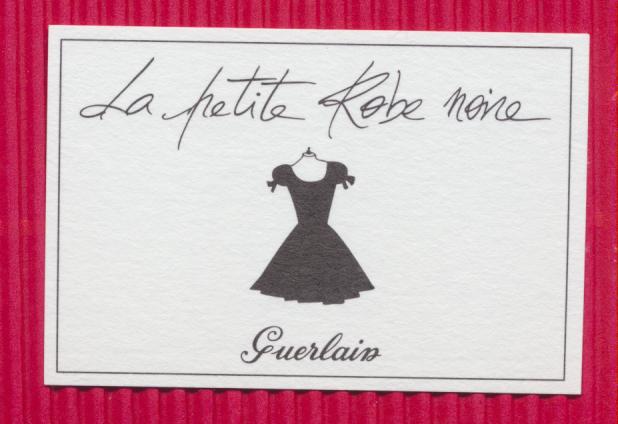 La petite Robe noire
Guerlain